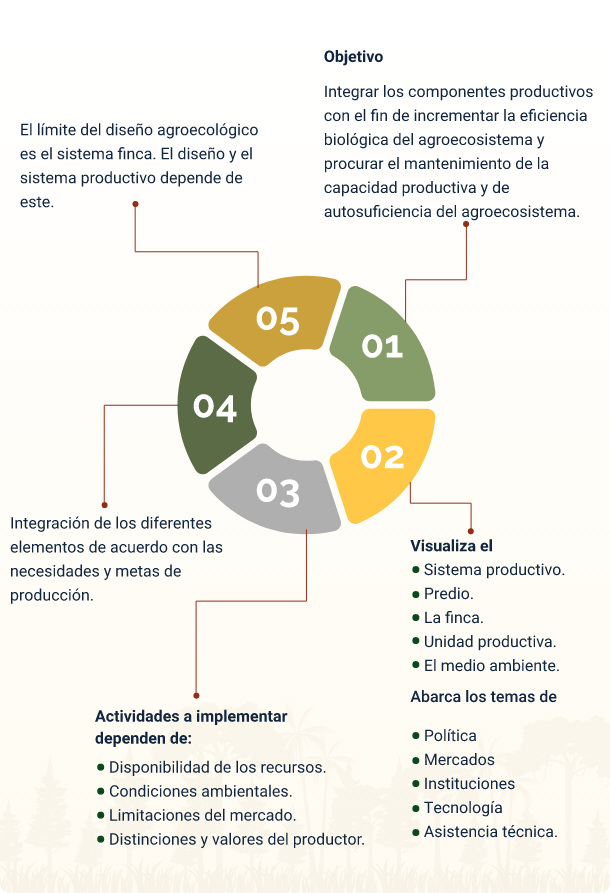 Objetivo
Integrar los componentes productivos
con el fin de incrementar la eficiencia
biológica del agroecosistema y
procurar el mantenimiento de la
capacidad productiva y de
autosuficiencia del agroecosistema.
El límite del diseño agroecológico
es el sistema finca. El diseño y el
sistema productivo depende de
este.
05
01
04
02
03
Integración de los diferentes
elementos de acuerdo con las
necesidades y metas de
producción.
Visualiza el
Sistema productivo.
Predio.
La finca.
Unidad productiva.
El medio ambiente.
Abarca los temas de
Política
Mercados
Instituciones
Tecnología
Asistencia técnica.
Actividades a implementar
dependen de:
Disponibilidad de los recursos.
Condiciones ambientales.
Limitaciones del mercado.
Distinciones y valores del productor.